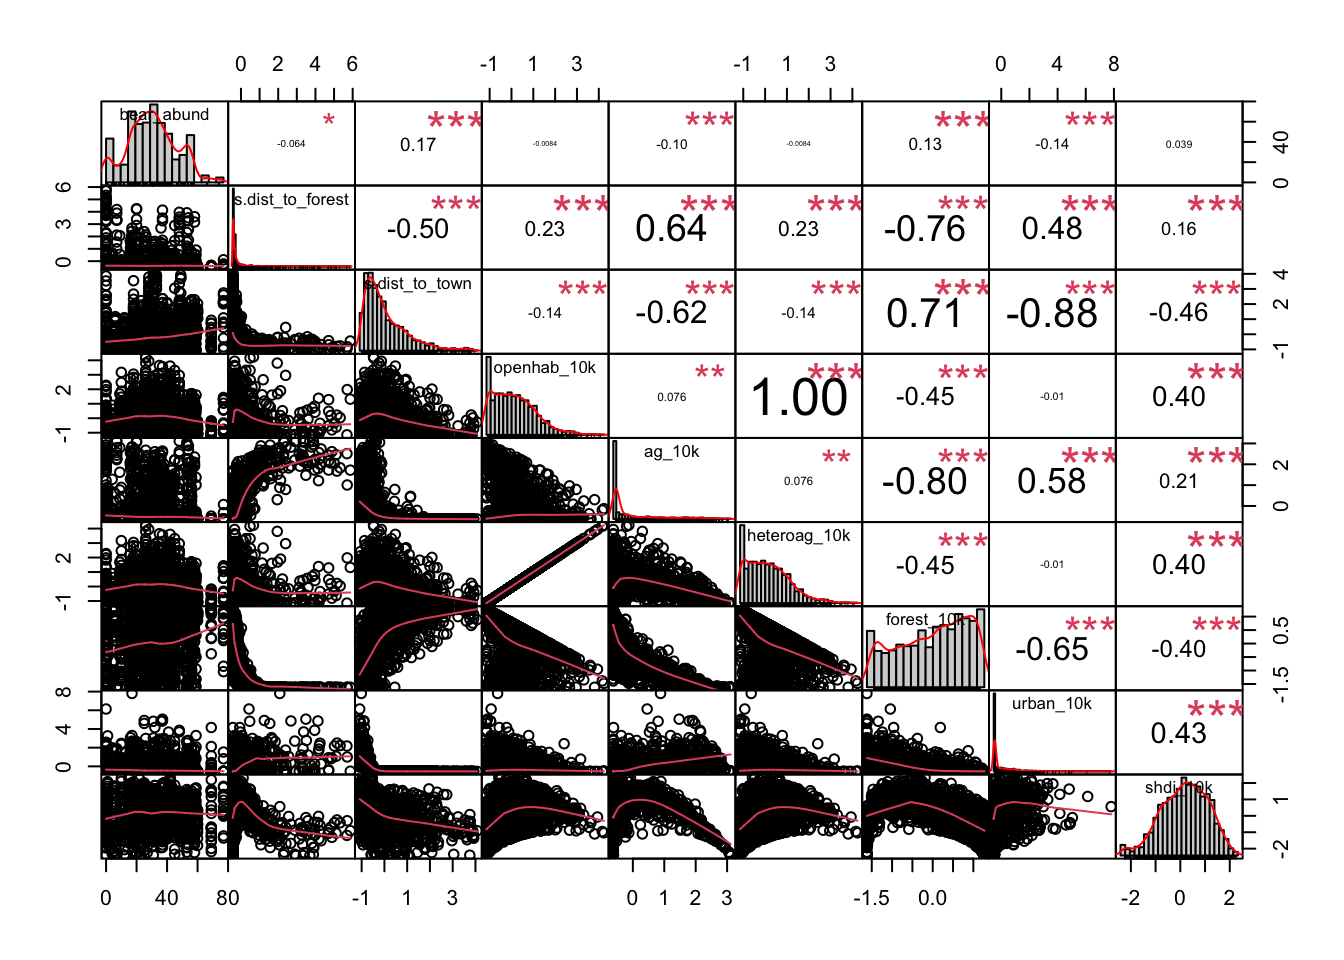 0 2 4 6 -1 1 3 -1 1 3 0 4 8
bear_abund * *** *** *** ***
-0.064 0.17 -0.0084 -0.10 -0.0084 0.13 -0.14 0.039 0 40
0 3 6 s.dist_to_forest *** *** *** *** *** *** ***
-0.50 0.23 0.64 0.23 -0.76 0.48 0.16
s.dist_to_town *** *** *** *** *** ***
-0.14 -0.62 -0.14 0.71 -0.88 -0.46 -1 2 4
-1 2 openhab_10k ** *** *** ***
0.076 1.00 -0.45 -0.01 0.40
ag_10k ** *** *** ***
0.076 -0.80 0.58 0.21 0 2
-1 2 heteroag_10k *** ***
-0.45 -0.01 0.40
forest_10k *** ***
-0.65 -0.40 -1.5 0.5
0 4 8 urban_10k ***
0.43
shdi_10k -2 1
0 40 80 -1 1 3 0 1 2 3 -1.5 0.0 -2 0 2